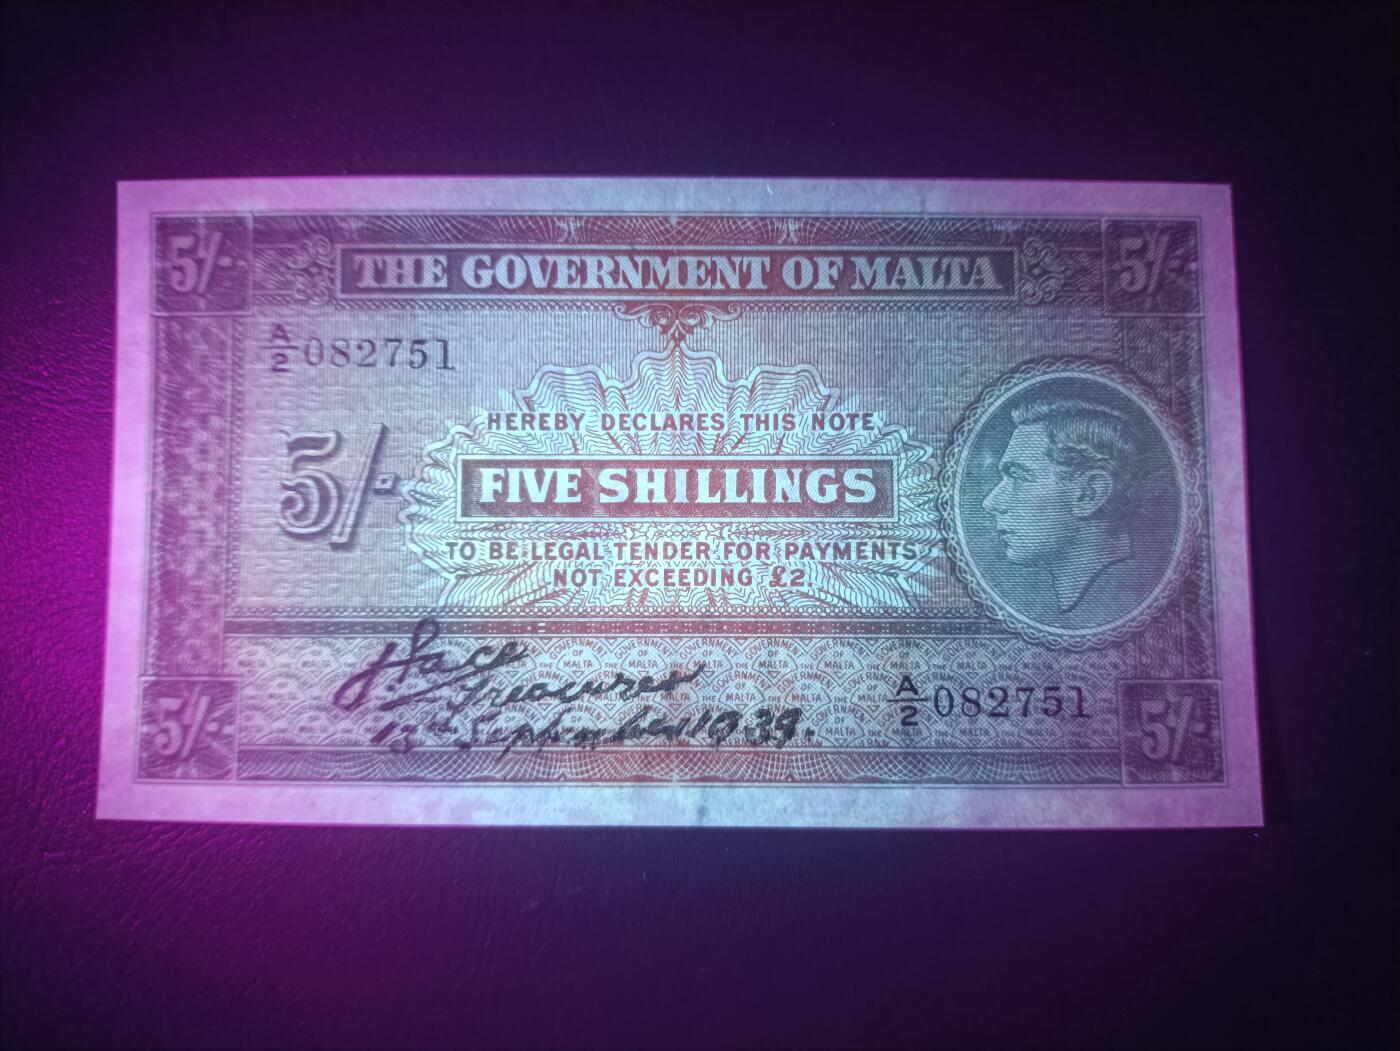 5/- 5/-
THE GOVERNMENT OF MALTA
A/2 082751
HEREBY DECLARES THIS NOTE
5/- FIVE SHILLINGS
TO BE LEGAL TENDER FOR PAYMENTS
NOT EXCEEDING £2.
J. Pace
Treasurer
A/2 082751
13th September 1939.
5/- 5/-